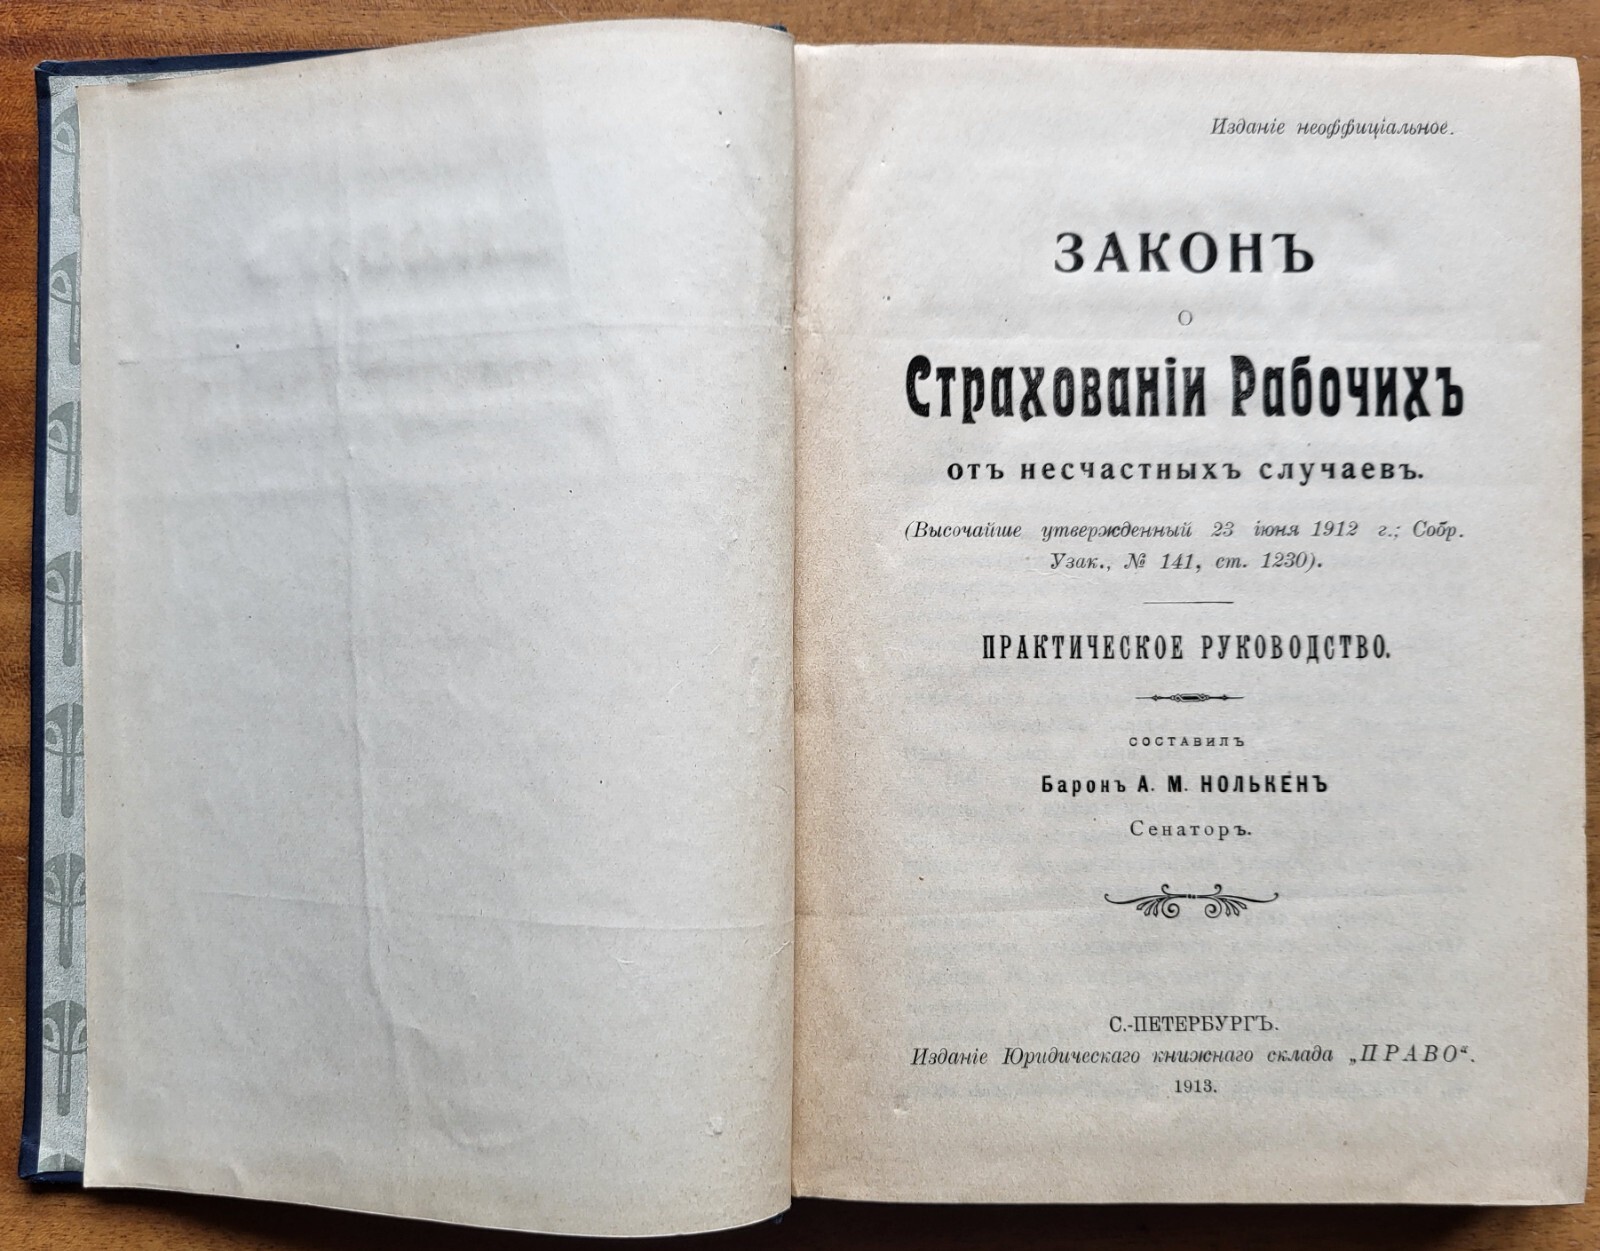 Изданіе неоффиціальное.
ЗАКОНЪ
О
Страхованіи Рабочихъ
отъ несчастныхъ случаевъ.
(Высочайше утвержденный 23 іюня 1912 г.; Собр.
Узак., № 141, ст. 1230).
ПРАКТИЧЕСКОЕ РУКОВОДСТВО.
СОСТАВИЛЪ
Баронъ А. М. НОЛЬКЕНЪ
Сенаторъ.
С.-ПЕТЕРБУРГЪ.
Изданіе Юридическаго книжнаго склада „ПРАВО“.
1913.